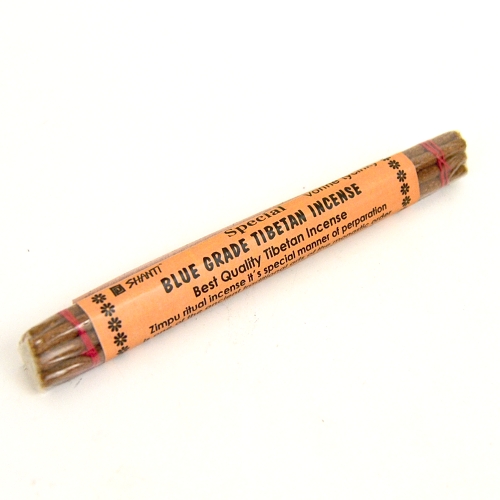 Special
SHANTI
BLUE GRADE TIBETAN INCENSE
Best Quality Tibetan Incense
Zimpu ritual incense it's special manner of perparation